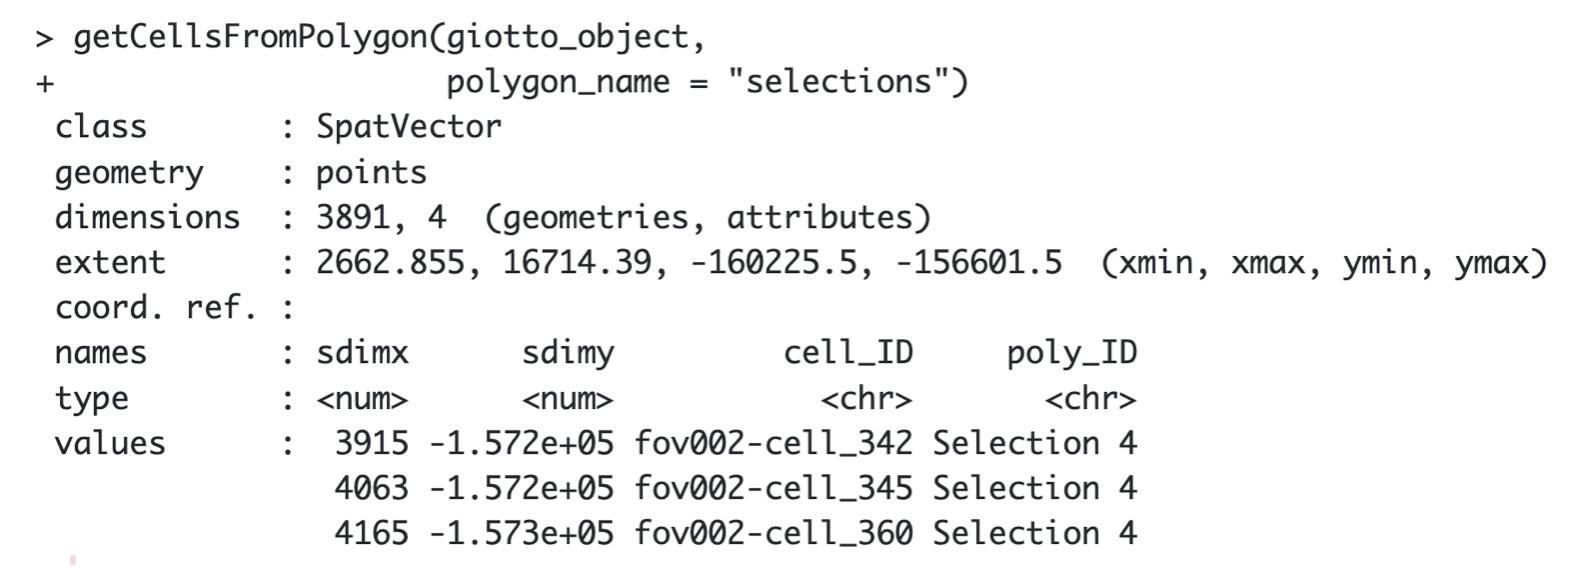 > getCellsFromPolygon(giotto_object,
+                      polygon_name = "selections")
 class       : SpatVector
 geometry    : points
 dimensions  : 3891, 4  (geometries, attributes)
 extent      : 2662.855, 16714.39, -160225.5, -156601.5  (xmin, xmax, ymin, ymax)
 coord. ref. :
 names       : sdimx      sdimy         cell_ID     poly_ID
 type        : <num>      <num>           <chr>       <chr>
 values      :  3915 -1.572e+05 fov002-cell_342 Selection 4
                4063 -1.572e+05 fov002-cell_345 Selection 4
                4165 -1.573e+05 fov002-cell_360 Selection 4